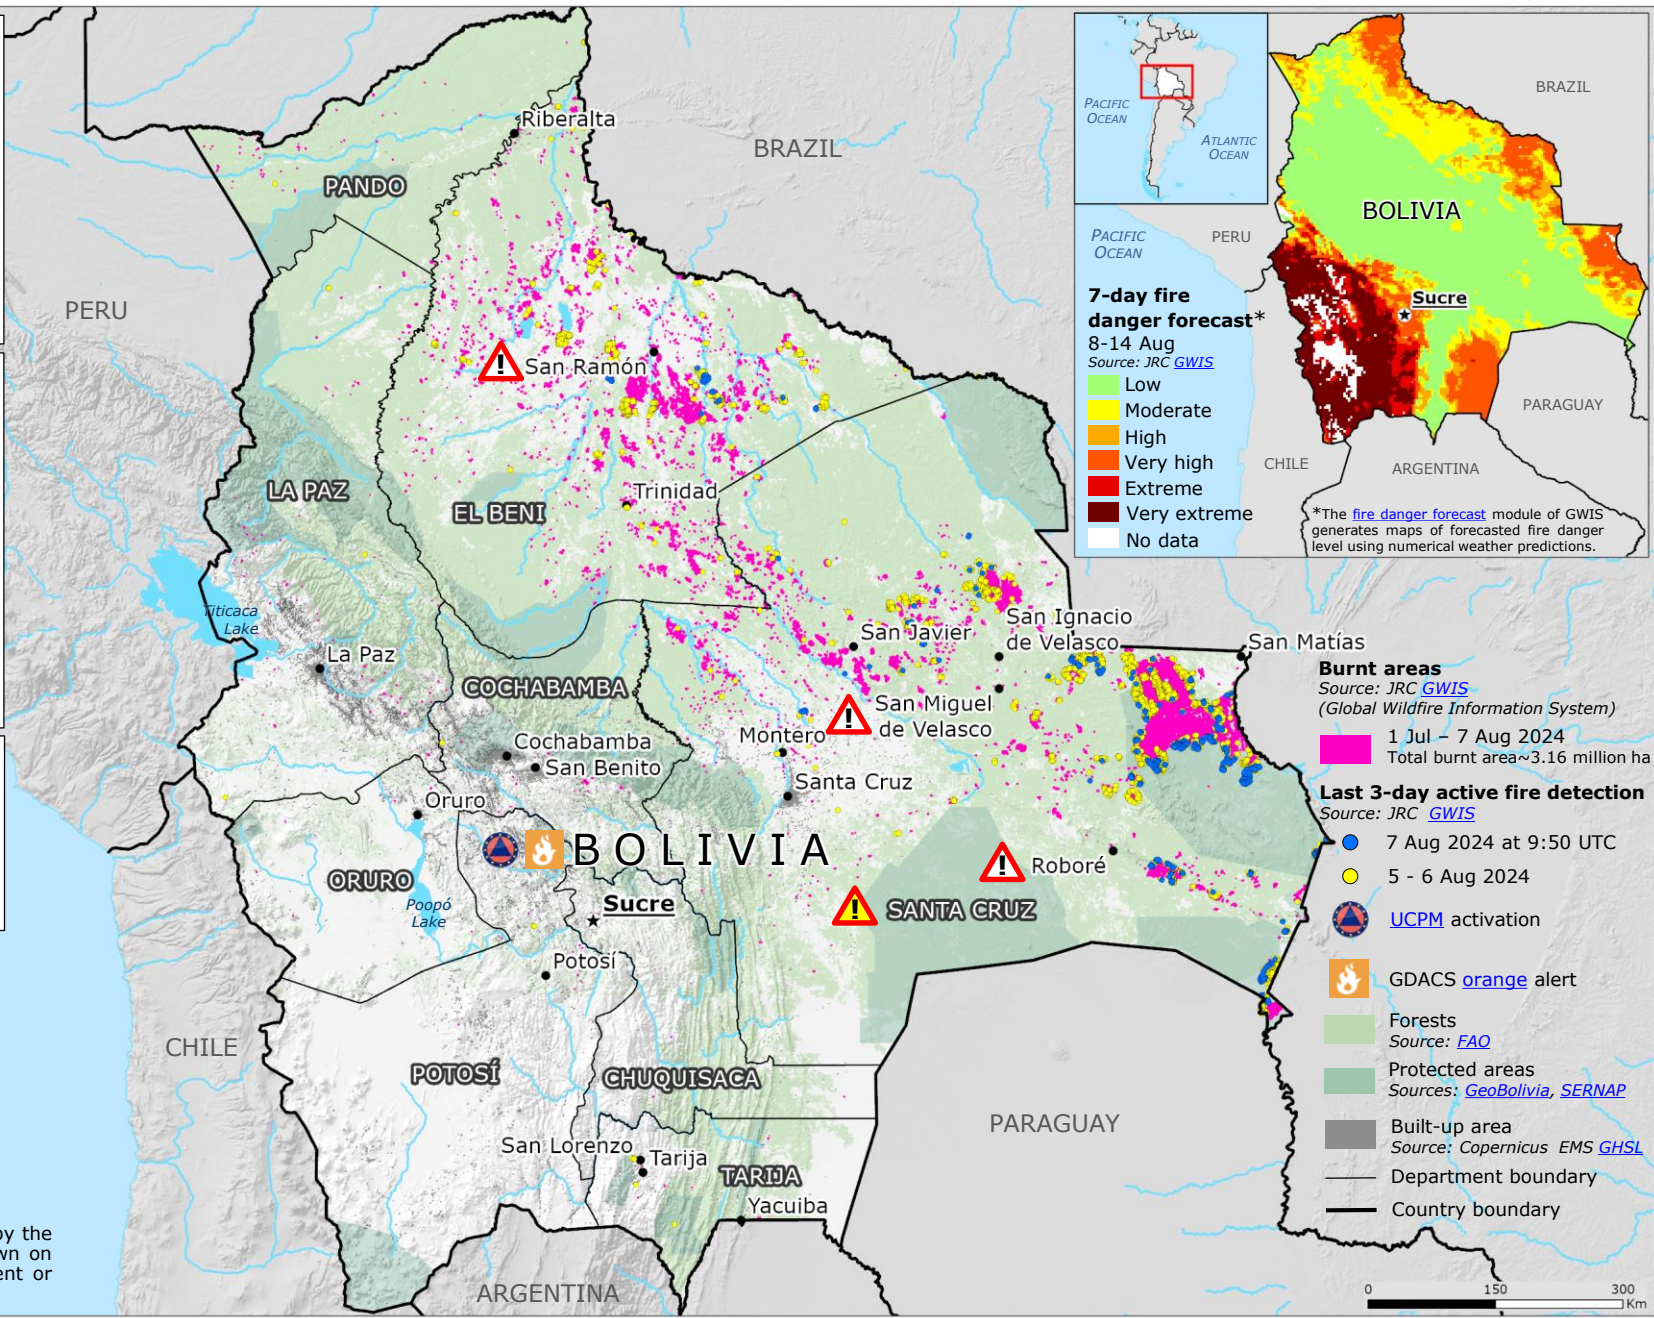 PACIFIC
OCEAN
ATLANTIC
OCEAN
BRAZIL
BOLIVIA
Sucre
PERU
PACIFIC
OCEAN
CHILE
ARGENTINA
PARAGUAY
7-day fire
danger forecast*
8-14 Aug
Source: JRC GWIS
Low
Moderate
High
Very high
Extreme
Very extreme
No data
*The fire danger forecast module of GWIS
generates maps of forecasted fire danger
level using numerical weather predictions.
BRAZIL
PERU
Riberalta
PANDO
San Ramón
LA PAZ
EL BENI
Trinidad
Titicaca
Lake
La Paz
San Javier
San Ignacio
de Velasco
San Matías
COCHABAMBA
San Miguel
de Velasco
Montero
Cochabamba
San Benito
Santa Cruz
Oruro
BOLIVIA
Roboré
ORURO
Poopó
Lake
Sucre
SANTA CRUZ
Potosí
CHILE
POTOSÍ
CHUQUISACA
PARAGUAY
San Lorenzo
Tarija
TARIJA
Yacuiba
ARGENTINA
Burnt areas
Source: JRC GWIS
(Global Wildfire Information System)
1 Jul – 7 Aug 2024
Total burnt area~3.16 million ha
Last 3-day active fire detection
Source: JRC GWIS
7 Aug 2024 at 9:50 UTC
5 - 6 Aug 2024
UCPM activation
GDACS orange alert
Forests
Source: FAO
Protected areas
Sources: GeoBolivia, SERNAP
Built-up area
Source: Copernicus EMS GHSL
Department boundary
Country boundary
0 150 300
Km
by the
wn on
ent or